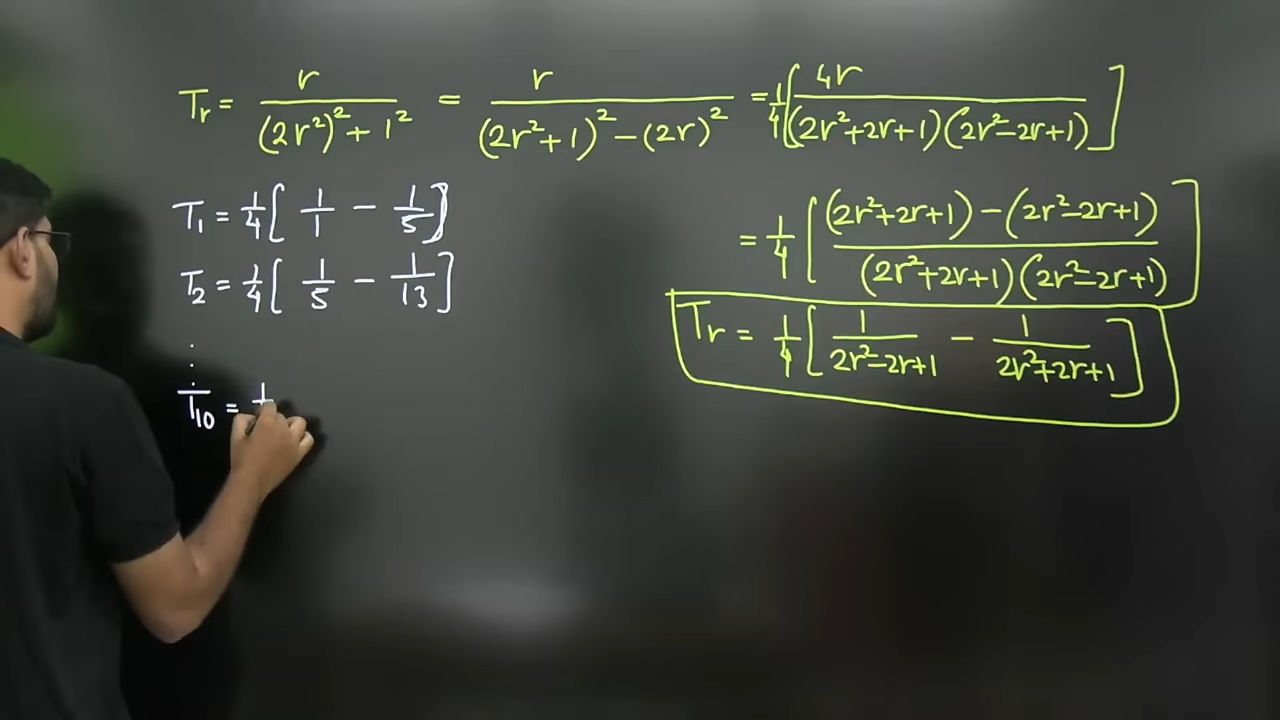 Tr = r / (2r²)² + 1² = r / (2r²+1)² - (2r)² = 1/4 [ 4r / (2r²+2r+1)(2r²-2r+1) ]
T1 = 1/4 [ 1/1 - 1/5 ]
= 1/4 [ (2r²+2r+1) - (2r²-2r+1) / (2r²+2r+1)(2r²-2r+1) ]
T2 = 1/4 [ 1/5 - 1/13 ]
Tr = 1/4 [ 1 / 2r²-2r+1 - 1 / 2r²+2r+1 ]
T10 = 1